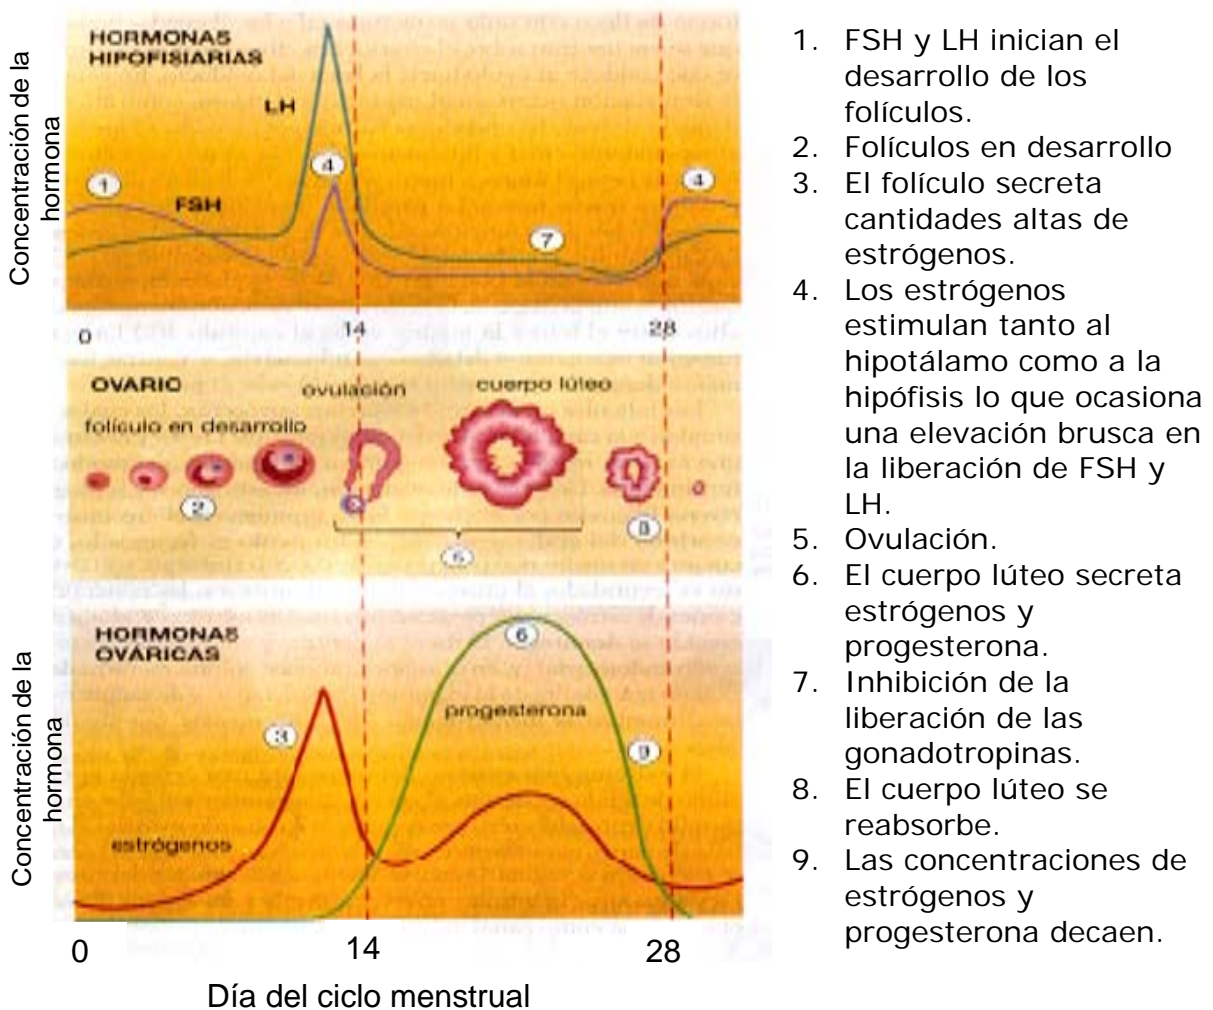 Concentración de la
hormona
HORMONAS
HIPOFISIARIAS
LH
4
1
4
FSH
7
0
14
28
OVARIO
ovulación
cuerpo lúteo
folículo en desarrollo
2
8
Concentración de la
hormona
HORMONAS
OVÁRICAS
6
progesterona
3
9
estrógenos
0
14
28
Día del ciclo menstrual
1. FSH y LH inician el
desarrollo de los
folículos.
2. Folículos en desarrollo
3. El folículo secreta
cantidades altas de
estrógenos.
4. Los estrógenos
estimulan tanto al
hipotálamo como a la
hipófisis lo que ocasiona
una elevación brusca en
la liberación de FSH y
LH.
5. Ovulación.
6. El cuerpo lúteo secreta
estrógenos y
progesterona.
7. Inhibición de la
liberación de las
gonadotropinas.
8. El cuerpo lúteo se
reabsorbe.
9. Las concentraciones de
estrógenos y
progesterona decaen.